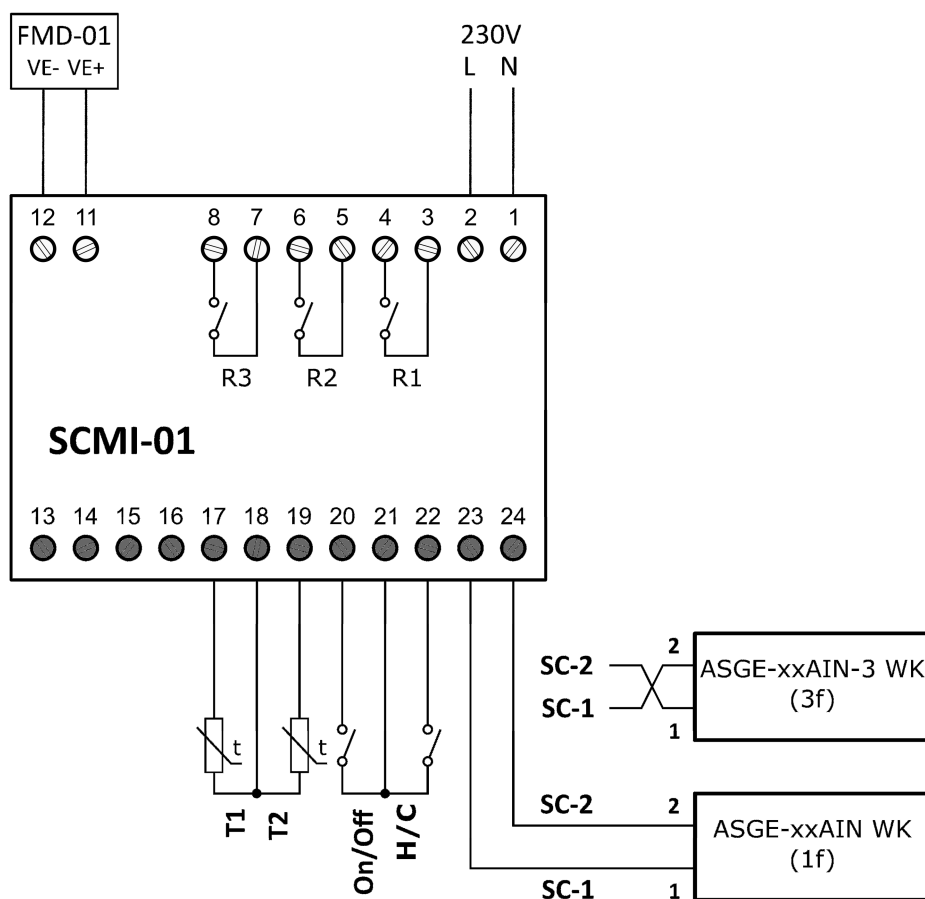 FMD-01
VE- VE+
230V
L N
12 11 8 7 6 5 4 3 2 1
R3 R2 R1
SCMI-01
13 14 15 16 17 18 19 20 21 22 23 24
t t
T1
T2
On/Off
H/C
SC-2 2
ASGE-xxAIN-3 WK
(3f)
SC-1
1
SC-2 2
ASGE-xxAIN WK
(1f)
SC-1 1